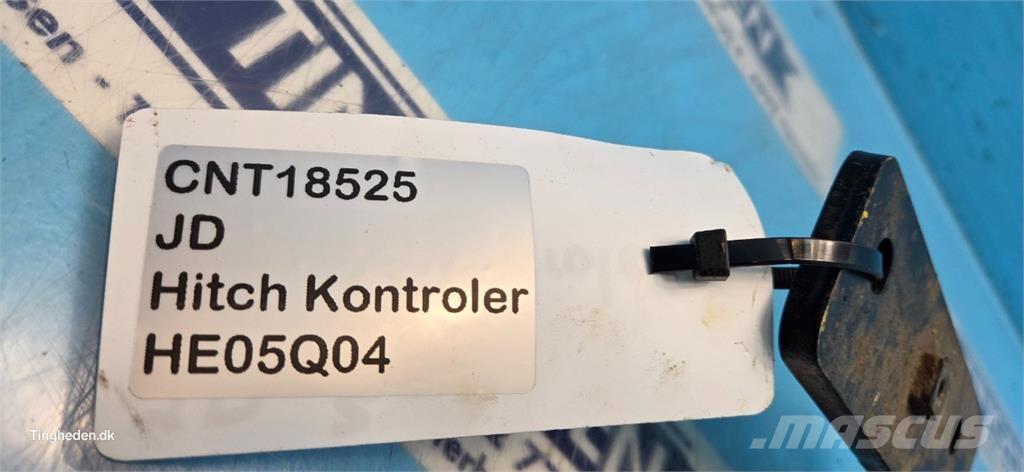 CNT18525
JD
Hitch Kontroler
HE05Q04
Tingheden.dk
MASCUS